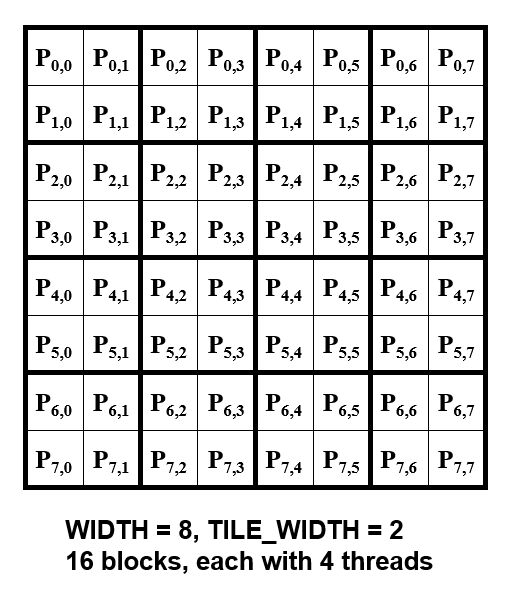 P0,0 P0,1 P0,2 P0,3 P0,4 P0,5 P0,6 P0,7
P1,0 P1,1 P1,2 P1,3 P1,4 P1,5 P1,6 P1,7
P2,0 P2,1 P2,2 P2,3 P2,4 P2,5 P2,6 P2,7
P3,0 P3,1 P3,2 P3,3 P3,4 P3,5 P3,6 P3,7
P4,0 P4,1 P4,2 P4,3 P4,4 P4,5 P4,6 P4,7
P5,0 P5,1 P5,2 P5,3 P5,4 P5,5 P5,6 P5,7
P6,0 P6,1 P6,2 P6,3 P6,4 P6,5 P6,6 P6,7
P7,0 P7,1 P7,2 P7,3 P7,4 P7,5 P7,6 P7,7
WIDTH = 8, TILE_WIDTH = 2
16 blocks, each with 4 threads